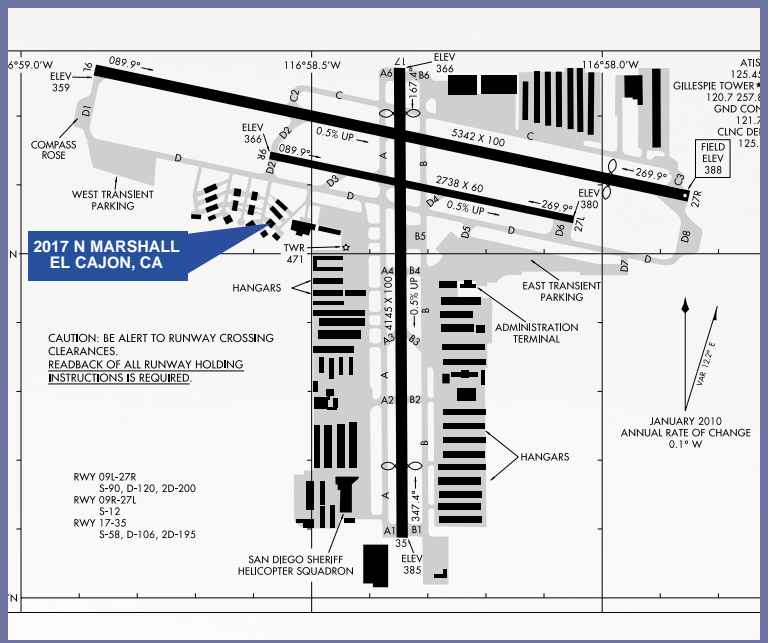 6°59.0'W
116°58.5'W
116°58.0'W
ATIS
125.45
GILLESPIE TOWER★
120.7 257.8
GND CON
121.7
CLNC DEL
125.
ELEV
359
9L
089.9°
A6
17
ELEV
366
B6
167.4°
C2
C
D1
COMPASS
ROSE
ELEV
366
9R
D2
D2
089.9°
0.5% UP
5342 X 100
C
FIELD
ELEV
388
269.9°
C3
27R
D
WEST TRANSIENT
PARKING
D3
A
B
2738 X 60
0.5% UP
269.9°
ELEV
380
27L
D
D4
D5
D
D6
D8
D7
D
2017 N MARSHALL
EL CAJON, CA
TWR
471
B5
HANGARS
A4
B4
EAST TRANSIENT
PARKING
4145 X 100
0.5% UP
B
A3
B3
ADMINISTRATION
TERMINAL
N
CAUTION: BE ALERT TO RUNWAY CROSSING
CLEARANCES.
READBACK OF ALL RUNWAY HOLDING
INSTRUCTIONS IS REQUIRED.
VAR 12.2° E
A
A2
B2
JANUARY 2010
ANNUAL RATE OF CHANGE
0.1° W
B
HANGARS
RWY 09L-27R
S-90, D-120, 2D-200
RWY 09R-27L
S-12
RWY 17-35
S-58, D-106, 2D-195
A
347.4°
A1
B1
35
SAN DIEGO SHERIFF
HELICOPTER SQUADRON
ELEV
385
N